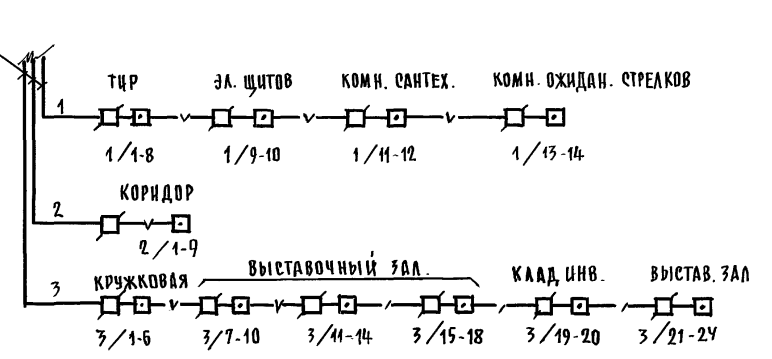 ТИР ЭЛ. ЩИТОВ КОМН. САНТЕХ. КОМН. ОЖИДАН. СТРЕЛКОВ
1
1/1-8 1/9-10 1/11-12 1/13-14
КОРИДОР
2
2/1-9
КРУЖКОВАЯ ВЫСТАВОЧНЫЙ ЗАЛ. КЛАД. ИНВ. ВЫСТАВ. ЗАЛ
3
3/1-6 3/7-10 3/11-14 3/15-18 3/19-20 3/21-24